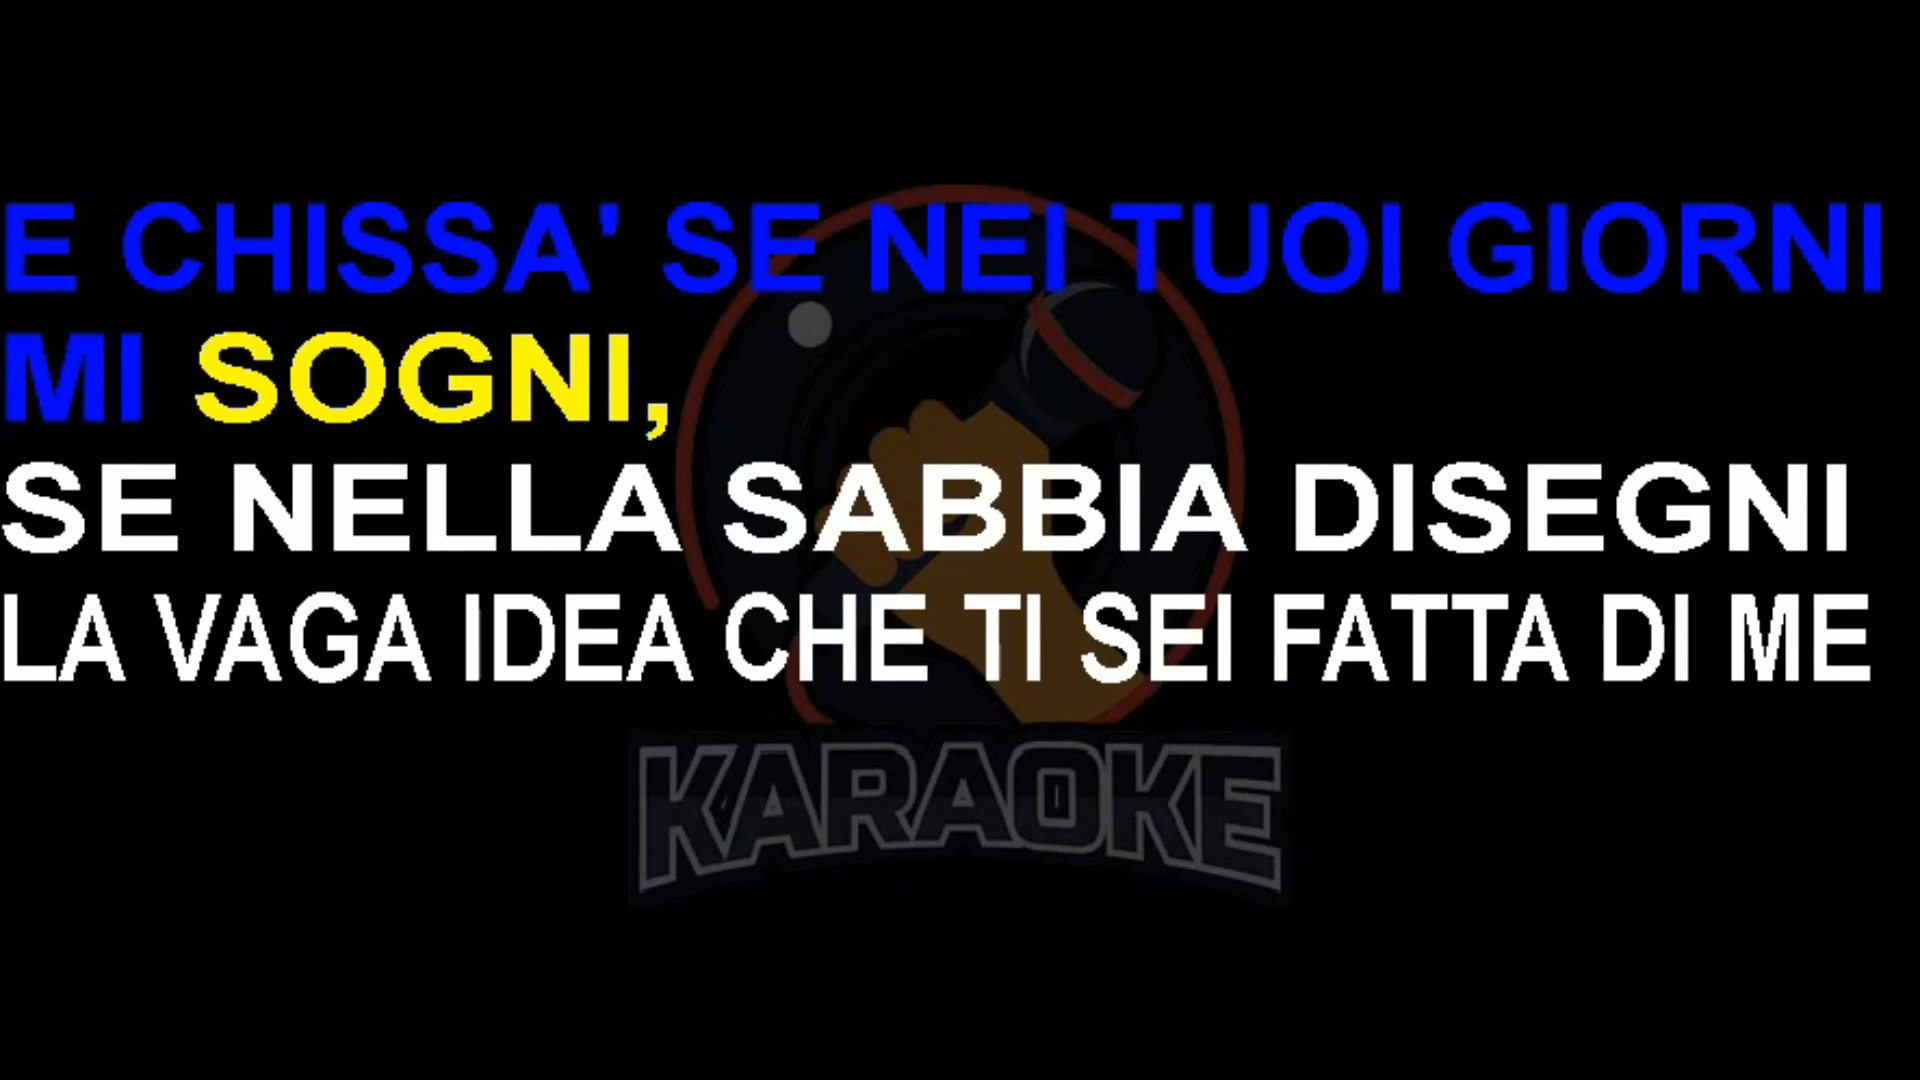 E CHISSA' SE NEI TUOI GIORNI
MI SOGNI,
SE NELLA SABBIA DISEGNI
LA VAGA IDEA CHE TI SEI FATTA DI ME
KARAOKE